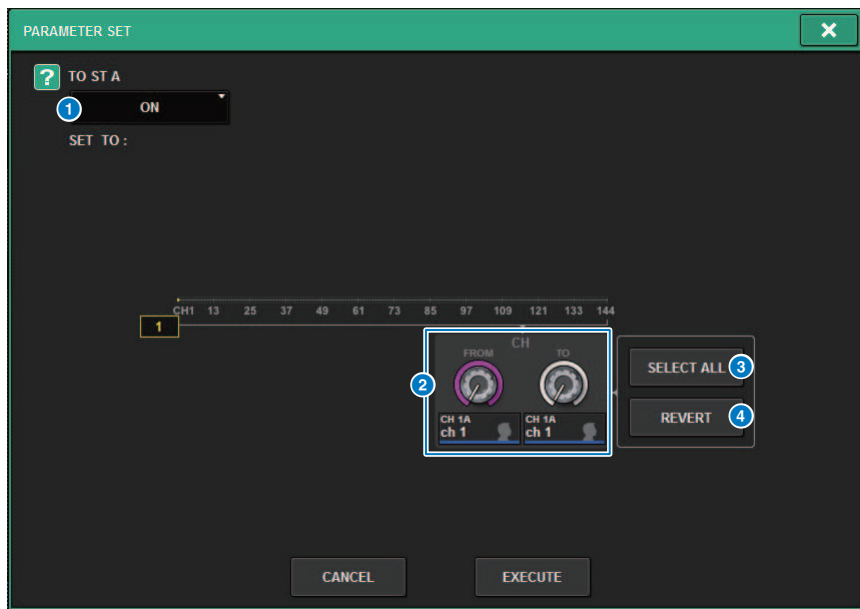 PARAMETER SET
?
TO ST A
1
ON
SET TO :
CH1 13 25 37 49 61 73 85 97 109 121 133 144
1
CH
FROM TO
2
CH 1A CH 1A
ch 1 ch 1
SELECT ALL 3
REVERT 4
CANCEL EXECUTE